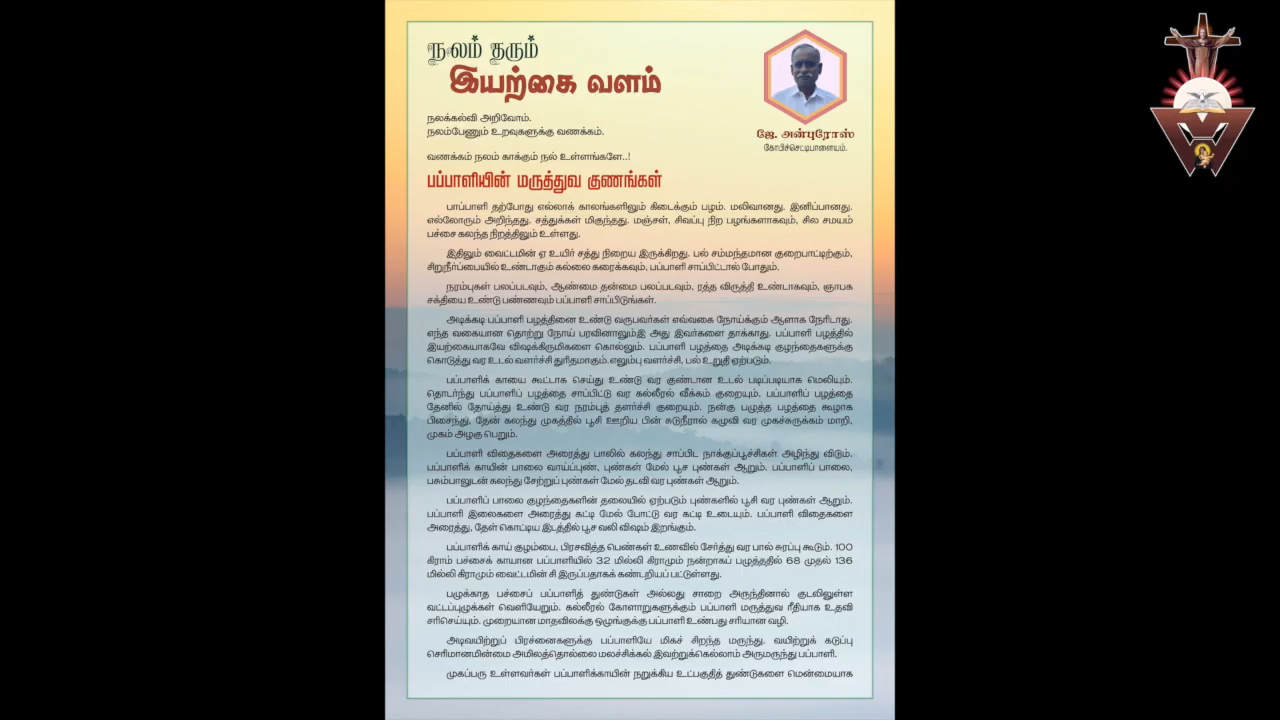 நலம் தரும்
இயற்கை வளம்
ஜே. அன்புரோஸ்
கோபிச்செட்டிபாளையம்.
நலக்கல்வி அறிவோம்.
நலம்பேணும் உறவுகளுக்கு வணக்கம்.
வணக்கம் நலம் காக்கும் நல் உள்ளங்களே..!
பப்பாளியின் மருத்துவ குணங்கள்
பாப்பாளி தற்போது எல்லாக் காலங்களிலும் கிடைக்கும் பழம். மலிவானது. இனிப்பானது.
எல்லோரும் அறிந்தது. சத்துக்கள் மிகுந்தது. மஞ்சள், சிவப்பு நிற பழங்களாகவும், சில சமயம்
பச்சை கலந்த நிறத்திலும் உள்ளது.
இதிலும் வைட்டமின் ஏ உயிர் சத்து நிறைய இருக்கிறது. பல் சம்மந்தமான குறைபாட்டிற்கும்,
சிறுநீர்ப்பையில் உண்டாகும் கல்லை கரைக்கவும், பப்பாளி சாப்பிட்டால் போதும்.
நரம்புகள் பலப்படவும், ஆண்மை தன்மை பலப்படவும், ரத்த விருத்தி உண்டாகவும், ஞாபக
சக்தியை உண்டு பண்ணவும் பப்பாளி சாப்பிடுங்கள்.
அடிக்கடி பப்பாளி பழத்தினை உண்டு வருபவர்கள் எவ்வகை நோய்க்கும் ஆளாக நேரிடாது.
எந்த வகையான தொற்று நோய் பரவினாலும்இ அது இவர்களை தாக்காது. பப்பாளி பழத்தில்
இயற்கையாகவே விஷக்கிருமிகளை கொல்லும். பப்பாளி பழத்தை அடிக்கடி குழந்தைகளுக்கு
கொடுத்து வர உடல் வளர்ச்சி துரிதமாகும். எலும்பு வளர்ச்சி, பல் உறுதி ஏற்படும்.
பப்பாளிக் காயை கூட்டாக செய்து உண்டு வர குண்டான உடல் படிப்படியாக மெலியும்.
தொடர்ந்து பப்பாளிப் பழத்தை சாப்பிட்டு வர கல்லீரல் வீக்கம் குறையும். பப்பாளிப் பழத்தை
தேனில் தோய்த்து உண்டு வர நரம்புத் தளர்ச்சி குறையும். நன்கு பழுத்த பழத்தை கூழாக
பிசைந்து, தேன் கலந்து முகத்தில் பூசி ஊறிய பின் சுடுநீரால் கழுவி வர முகச்சுருக்கம் மாறி,
முகம் அழகு பெறும்.
பப்பாளி விதைகளை அரைத்து பாலில் கலந்து சாப்பிட நாக்குப்பூச்சிகள் அழிந்து விடும்.
பப்பாளிக் காயின் பாலை வாய்ப்புண், புண்கள் மேல் பூச புண்கள் ஆறும். பப்பாளிப் பாலை,
பசும்பாலுடன் கலந்து சேற்றுப் புண்கள் மேல் தடவி வர புண்கள் ஆறும்.
பப்பாளிப் பாலை குழந்தைகளின் தலையில் ஏற்படும் புண்களில் பூசி வர புண்கள் ஆறும்.
பப்பாளி இலைகளை அரைத்து கட்டி மேல் போட்டு வர கட்டி உடையும். பப்பாளி விதைகளை
அரைத்து, தேள் கொட்டிய இடத்தில் பூச வலி விஷம் இறங்கும்.
பப்பாளிக் காய் குழம்பை, பிரசவித்த பெண்கள் உணவில் சேர்த்து வர பால் சுரப்பு கூடும். 100
கிராம் பச்சைக் காயான பப்பாளியில் 32 மில்லி கிராமும் நன்றாகப் பழுத்ததில் 68 முதல் 136
மில்லி கிராமும் வைட்டமின் சி இருப்பதாகக் கண்டறியப் பட்டுள்ளது.
பழுக்காத பச்சைப் பப்பாளித் துண்டுகள் அல்லது சாறை அருந்தினால் குடலிலுள்ள
வட்டப்புழுக்கள் வெளியேறும். கல்லீரல் கோளாறுகளுக்கும் பப்பாளி மருத்துவ ரீதியாக உதவி
சரிசெய்யும். முறையான மாதவிலக்கு ஒழுங்குக்கு பப்பாளி உண்பது சரியான வழி.
அடிவயிற்றுப் பிரச்னைகளுக்கு பப்பாளியே மிகச் சிறந்த மருந்து. வயிற்றுக் கடுப்பு
செரிமானமின்மை அமிலத்தொல்லை மலச்சிக்கல் இவற்றுக்கெல்லாம் அருமருந்து பப்பாளி.
முகப்பரு உள்ளவர்கள் பப்பாளிக்காயின் நறுக்கிய உட்பகுதித் துண்டுகளை மென்மையாக